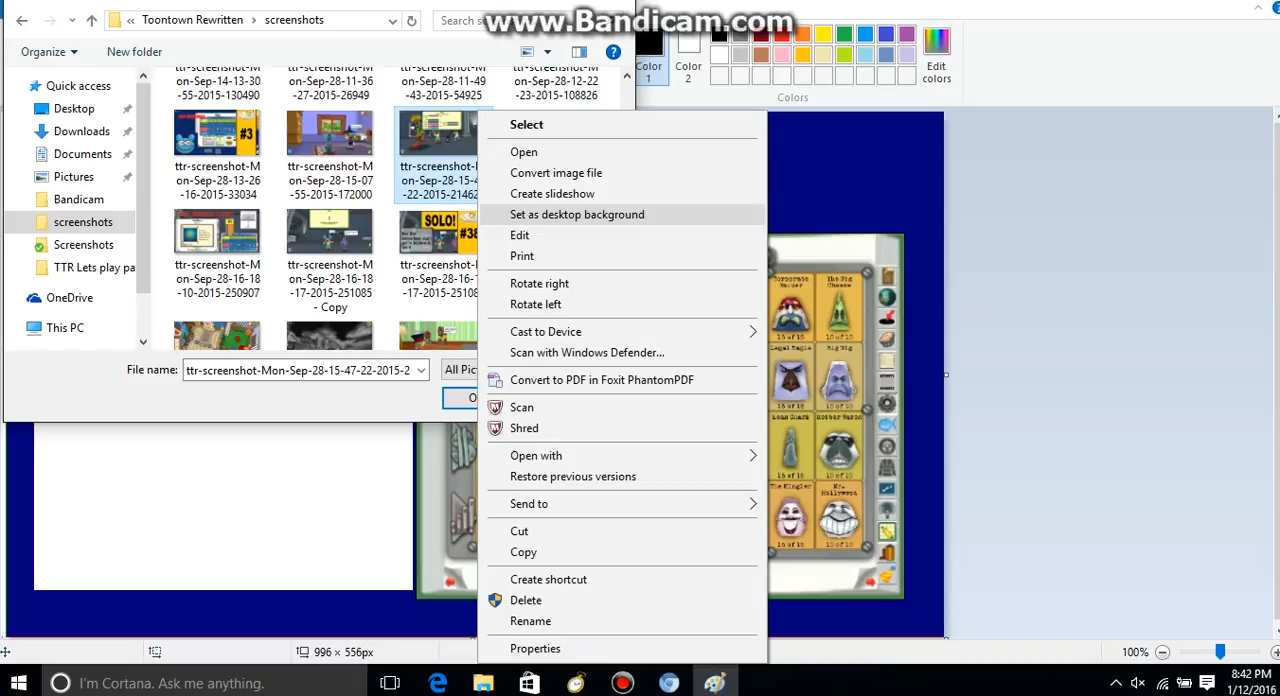 www.Bandicam.com
Toontown Rewritten > screenshots
Search se
Organize
New folder
Color 1
Color 2
Edit colors
Colors
Quick access
Desktop
Downloads
Documents
Pictures
Bandicam
screenshots
Screenshots
TTR Lets play pa
OneDrive
This PC
on-Sep-14-13-30
-55-2015-130490
on-Sep-28-11-36
-27-2015-26949
on-Sep-28-11-49
-43-2015-54925
on-Sep-28-12-22
-23-2015-108826
#3
ttr-screenshot-M
on-Sep-28-13-26
-16-2015-33034
ttr-screenshot-M
on-Sep-28-15-07
-55-2015-172000
ttr-screenshot-M
on-Sep-28-15-4
-22-2015-21462
SOLO!
#38
ttr-screenshot-M
on-Sep-28-16-18
-10-2015-250907
ttr-screenshot-M
on-Sep-28-16-18
-17-2015-251085
- Copy
ttr-screenshot-M
on-Sep-28-16-1
-17-2015-2510
File name:
ttr-screenshot-Mon-Sep-28-15-47-22-2015-2
All Pic
O
Select
Open
Convert image file
Create slideshow
Set as desktop background
Edit
Print
Rotate right
Rotate left
Cast to Device
Scan with Windows Defender...
Convert to PDF in Foxit PhantomPDF
Scan
Shred
Open with
Restore previous versions
Send to
Cut
Copy
Create shortcut
Delete
Rename
Properties
Corporate Raider
The Big Cheese
Legal Eagle
Big Wig
Loan Shark
Robber Baron
The Mingler
Mr. Hollywood
996 × 556px
100%
I'm Cortana. Ask me anything.
8:42 PM
1/12/2016